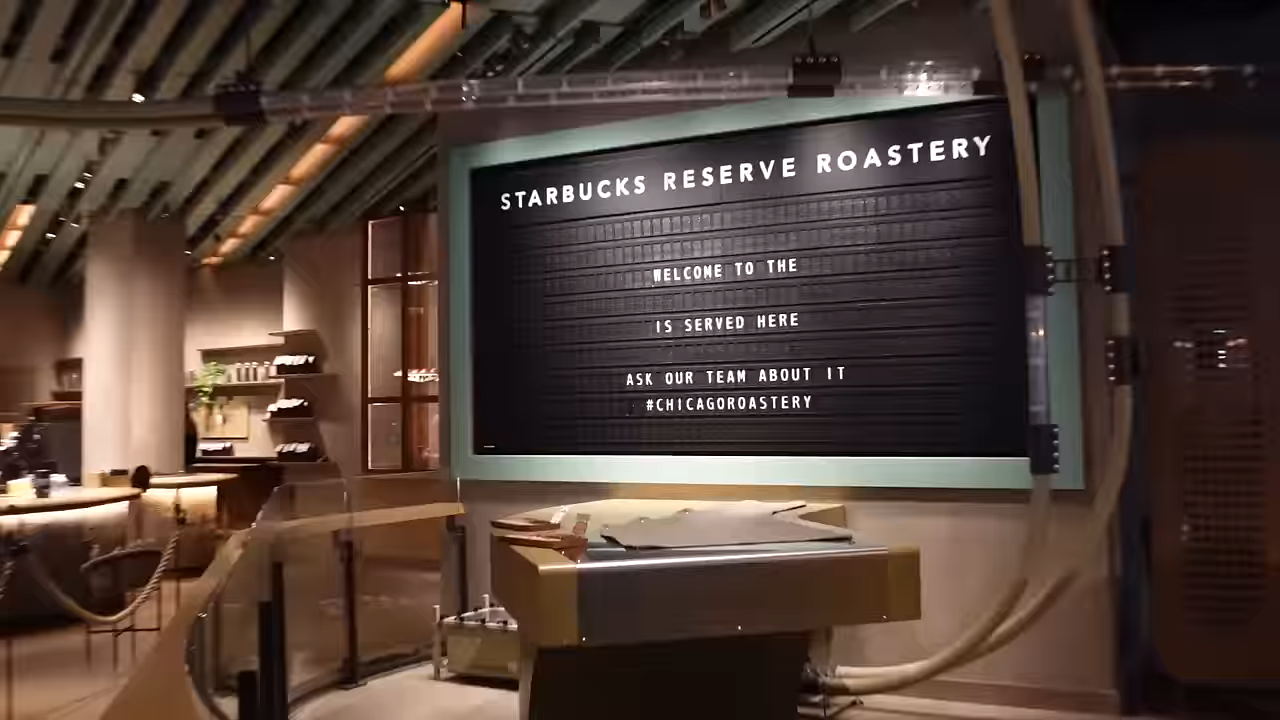 STARBUCKS RESERVE ROASTERY
WELCOME TO THE
IS SERVED HERE
ASK OUR TEAM ABOUT IT
#CHICAGOROASTERY